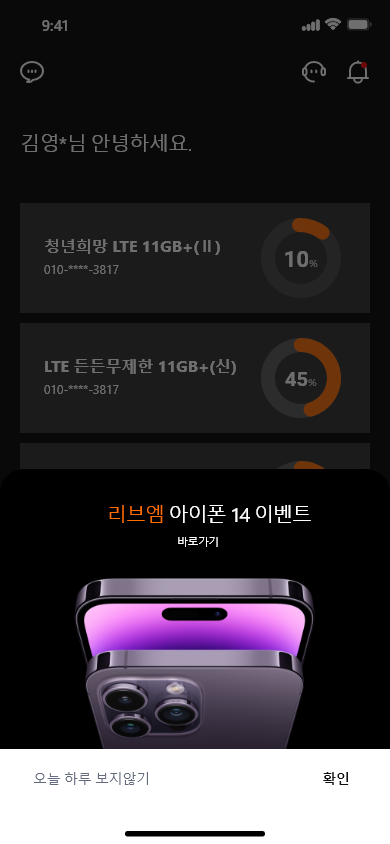 9:41
김영*님 안녕하세요.
청년희망 LTE 11GB+(Ⅱ)
010-****-3817
10%
LTE 든든무제한 11GB+(신)
010-****-3817
45%
리브엠 아이폰 14 이벤트
바로가기
오늘 하루 보지않기
확인